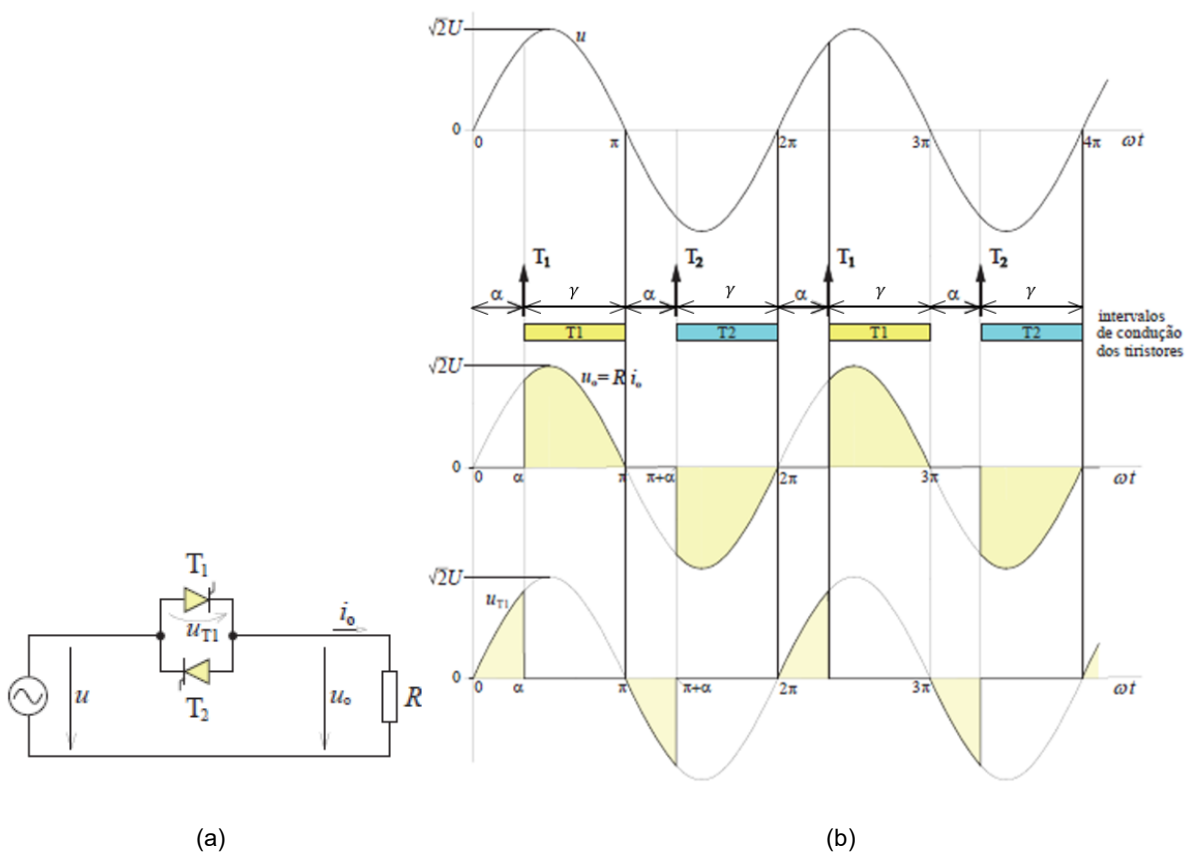 √2U
u
0
0 π 2π 3π 4π ωt
T₁ T₂ T₁ T₂
α γ α γ α γ α γ
T1 T2 T1 T2
intervalos
de condução
dos tiristores
√2U
uₒ= R iₒ
0
0 α π π+α 2π 3π ωt
√2U
u_T1
0
0 α π π+α 2π 3π ωt
T₁
u_T1
T₂
iₒ
u
uₒ
R
(a)
(b)